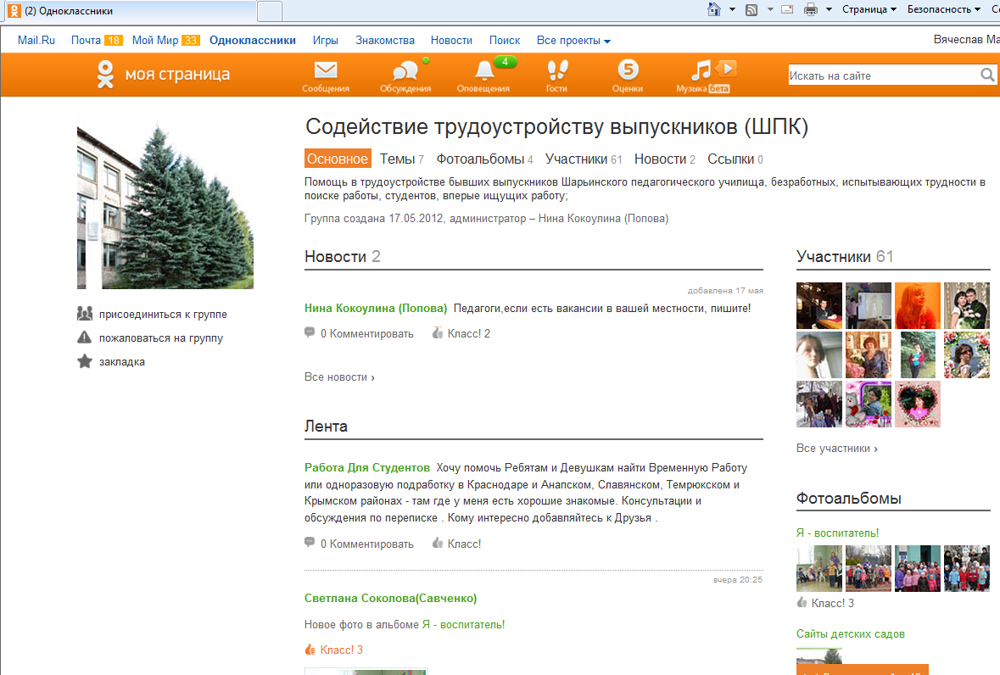 (2) Одноклассники
Страница Безопасность
Mail.Ru Почта 18 Мой Мир 33 Одноклассники Игры Знакомства Новости Поиск Все проекты Вячеслав
моя страница
Сообщения Обсуждения Оповещения 4 Гости 5 Оценки Музыка бета
Искать на сайте
Содействие трудоустройству выпускников (ШПК)
Основное Темы 7 Фотоальбомы 4 Участники 61 Новости 2 Ссылки 0
Помощь в трудоустройстве бывших выпускников Шарьинского педагогического училища, безработных, испытывающих трудности в
поиске работы, студентов, вперые ищущих работу;
Группа создана 17.05.2012, администратор – Нина Кокоулина (Попова)
присоединиться к группе
пожаловаться на группу
закладка
Новости 2
добавлена 17 мая
Нина Кокоулина (Попова) Педагоги,если есть вакансии в вашей местности, пишите!
0 Комментировать Класс! 2
Все новости ›
Лента
Работа Для Студентов Хочу помочь Ребятам и Девушкам найти Временную Работу
или одноразовую подработку в Краснодаре и Анапском, Славянском, Темрюкском и
Крымском районах - там где у меня есть хорошие знакомые. Консультации и
обсуждения по переписке . Кому интересно добавляйтесь к Друзья .
0 Комментировать Класс!
вчера 20:25
Светлана Соколова(Савченко)
Новое фото в альбоме Я - воспитатель!
Класс! 3
Участники 61
Все участники ›
Фотоальбомы
Я - воспитатель!
Класс! 3
Сайты детских садов